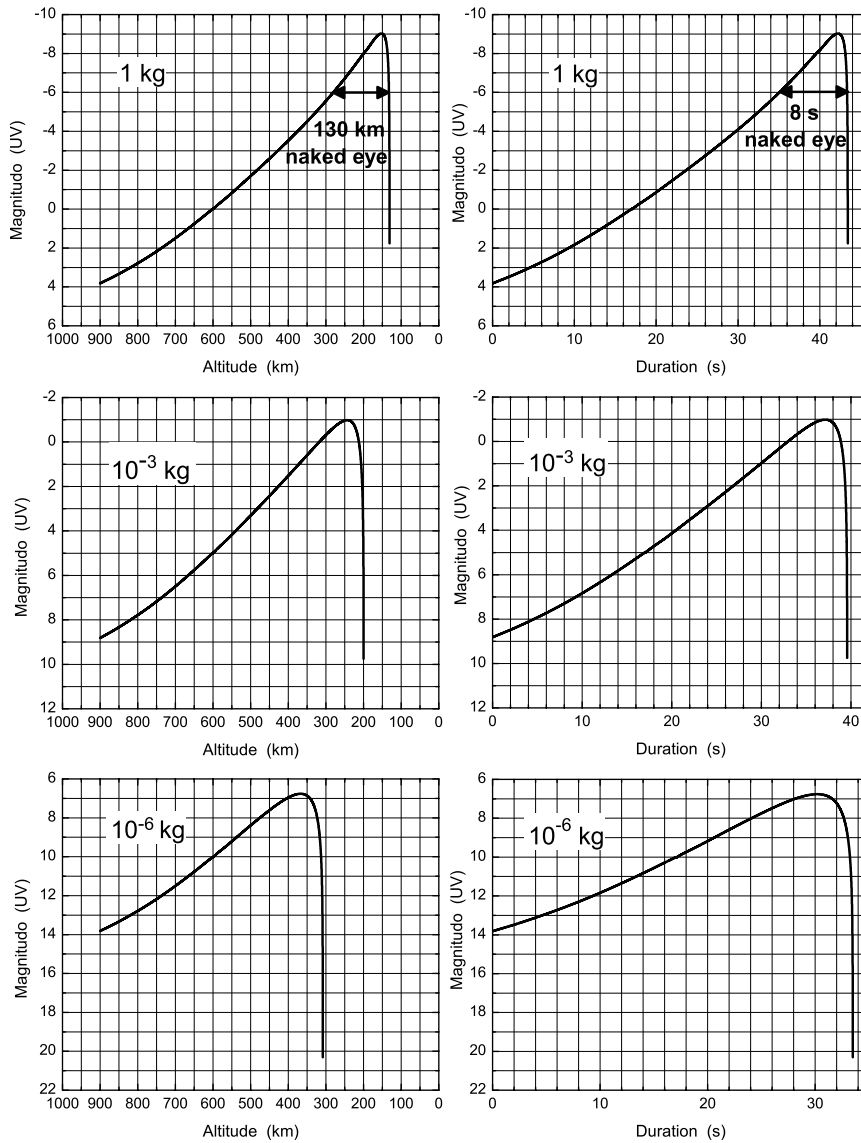 -10
-8
-6
-4
-2
0
2
4
6
Magnitudo (UV)
1 kg
130 km
naked eye
1000 900 800 700 600 500 400 300 200 100 0
Altitude (km)
-10
-8
-6
-4
-2
0
2
4
6
Magnitudo (UV)
1 kg
8 s
naked eye
0 10 20 30 40
Duration (s)
-2
0
2
4
6
8
10
12
Magnitudo (UV)
10⁻³ kg
1000 900 800 700 600 500 400 300 200 100 0
Altitude (km)
-2
0
2
4
6
8
10
12
Magnitudo (UV)
10⁻³ kg
0 10 20 30 40
Duration (s)
6
8
10
12
14
16
18
20
22
Magnitudo (UV)
10⁻⁶ kg
1000 900 800 700 600 500 400 300 200 100 0
Altitude (km)
6
8
10
12
14
16
18
20
22
Magnitudo (UV)
10⁻⁶ kg
0 10 20 30
Duration (s)